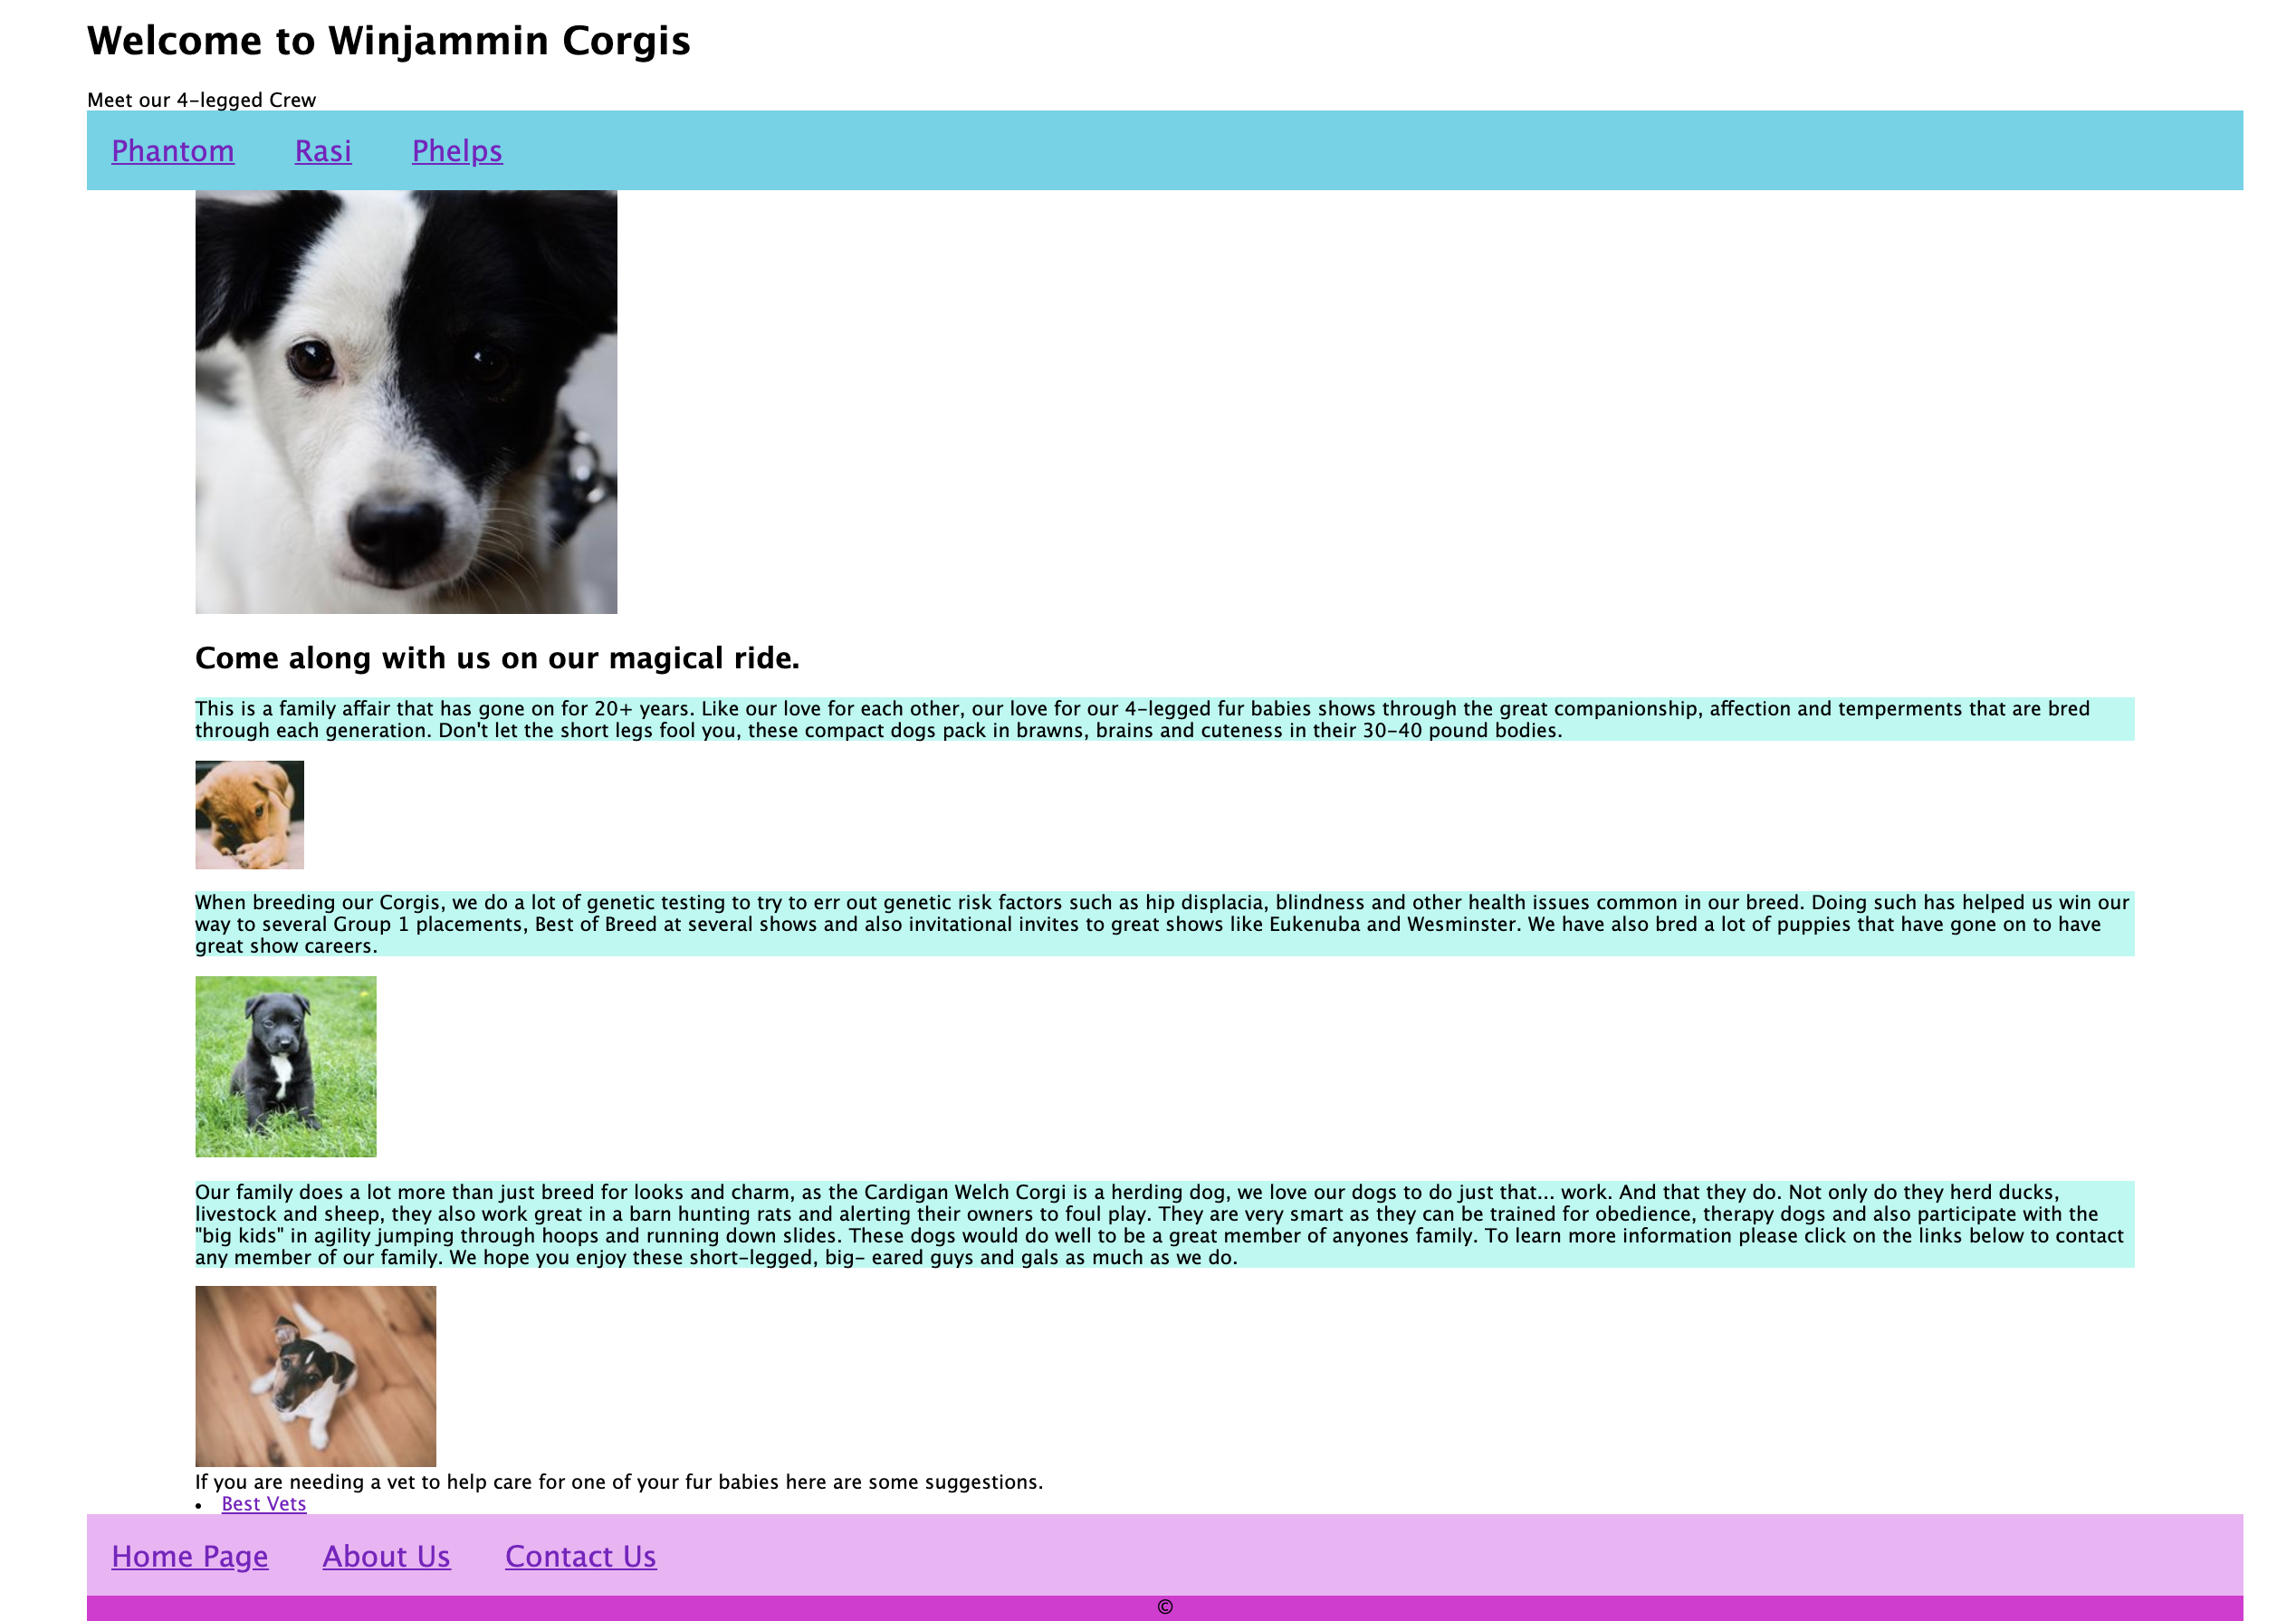 Welcome to Winjammin Corgis
Meet our 4-legged Crew
Phantom Rasi Phelps
Come along with us on our magical ride.
This is a family affair that has gone on for 20+ years. Like our love for each other, our love for our 4-legged fur babies shows through the great companionship, affection and temperments that are bred
through each generation. Don't let the short legs fool you, these compact dogs pack in brawns, brains and cuteness in their 30-40 pound bodies.
When breeding our Corgis, we do a lot of genetic testing to try to err out genetic risk factors such as hip displacia, blindness and other health issues common in our breed. Doing such has helped us win our
way to several Group 1 placements, Best of Breed at several shows and also invitational invites to great shows like Eukenuba and Wesminster. We have also bred a lot of puppies that have gone on to have
great show careers.
Our family does a lot more than just breed for looks and charm, as the Cardigan Welch Corgi is a herding dog, we love our dogs to do just that... work. And that they do. Not only do they herd ducks,
livestock and sheep, they also work great in a barn hunting rats and alerting their owners to foul play. They are very smart as they can be trained for obedience, therapy dogs and also participate with the
"big kids" in agility jumping through hoops and running down slides. These dogs would do well to be a great member of anyones family. To learn more information please click on the links below to contact
any member of our family. We hope you enjoy these short-legged, big- eared guys and gals as much as we do.
If you are needing a vet to help care for one of your fur babies here are some suggestions.
• Best Vets
Home Page About Us Contact Us
©